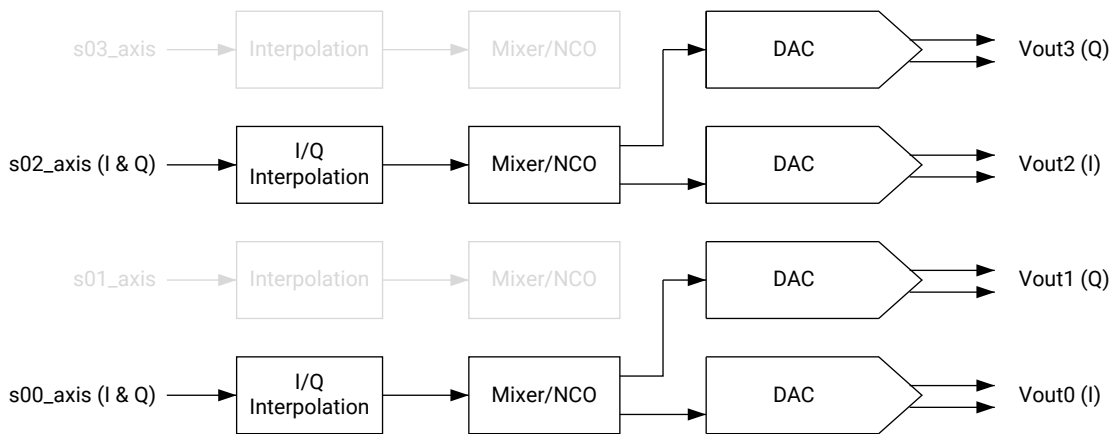 s03_axis
Interpolation
Mixer/NCO
DAC
Vout3 (Q)
s02_axis (I & Q)
I/Q
Interpolation
Mixer/NCO
DAC
Vout2 (I)
s01_axis
Interpolation
Mixer/NCO
DAC
Vout1 (Q)
s00_axis (I & Q)
I/Q
Interpolation
Mixer/NCO
DAC
Vout0 (I)